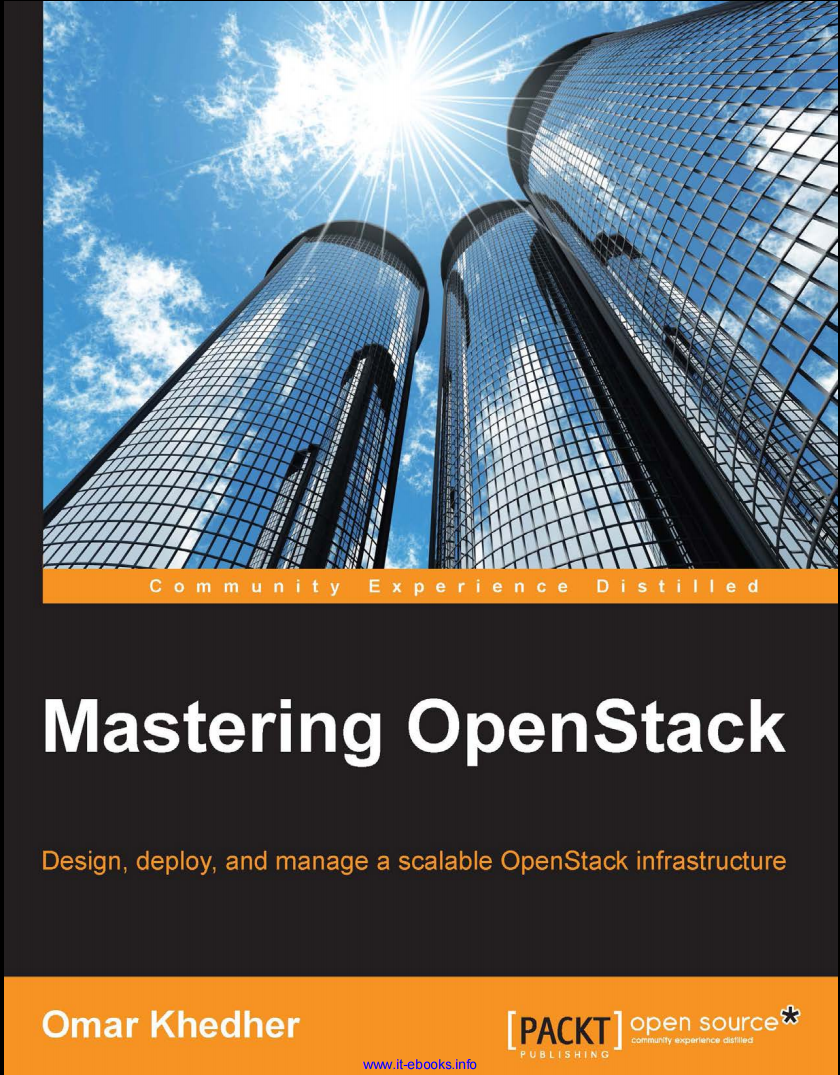 Community Experience Distilled
Mastering OpenStack
Design, deploy, and manage a scalable OpenStack infrastructure
Omar Khedher
[PACKT] open source*
PUBLISHING community experience distilled
www.it-ebooks.info